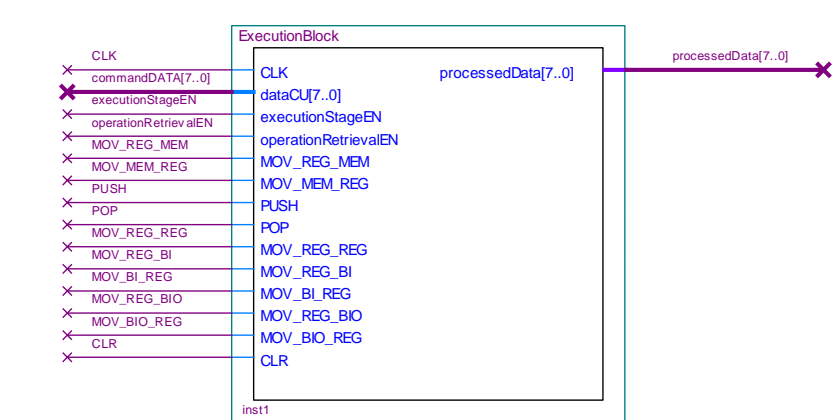 ExecutionBlock
CLK
CLK
processedData[7..0]
processedData[7..0]
commandDATA[7..0]
dataCU[7..0]
executionStageEN
executionStageEN
operationRetrievalEN
operationRetrievalEN
MOV_REG_MEM
MOV_REG_MEM
MOV_MEM_REG
MOV_MEM_REG
PUSH
PUSH
POP
POP
MOV_REG_REG
MOV_REG_REG
MOV_REG_BI
MOV_REG_BI
MOV_BI_REG
MOV_BI_REG
MOV_REG_BIO
MOV_REG_BIO
MOV_BIO_REG
MOV_BIO_REG
CLR
CLR
inst1